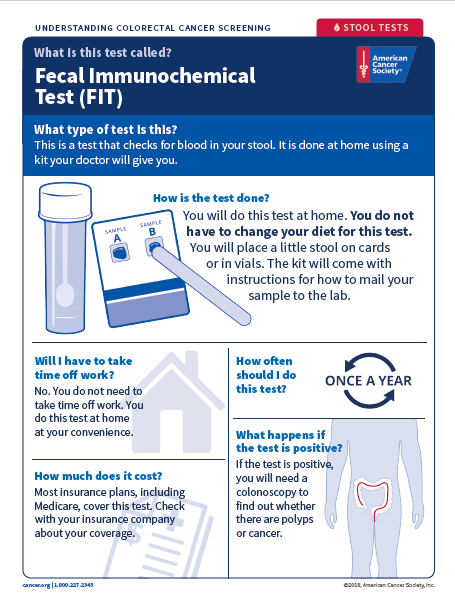 UNDERSTANDING COLORECTAL CANCER SCREENING
STOOL TESTS
What is this test called?
Fecal Immunochemical
Test (FIT)
American
Cancer
Society®
What type of test is this?
This is a test that checks for blood in your stool. It is done at home using a
kit your doctor will give you.
How is the test done?
You will do this test at home. You do not
have to change your diet for this test.
You will place a little stool on cards
or in vials. The kit will come with
instructions for how to mail your
sample to the lab.
SAMPLE
A
SAMPLE
B
Will I have to take
time off work?
No. You do not need to
take time off work. You
do this test at home
at your convenience.
How much does it cost?
Most insurance plans, including
Medicare, cover this test. Check
with your insurance company
about your coverage.
How often
should I do
this test?
ONCE A YEAR
What happens if
the test is positive?
If the test is positive,
you will need a
colonoscopy to
find out whether
there are polyps
or cancer.
cancer.org | 1.800.227.2345
©2018, American Cancer Society, Inc.